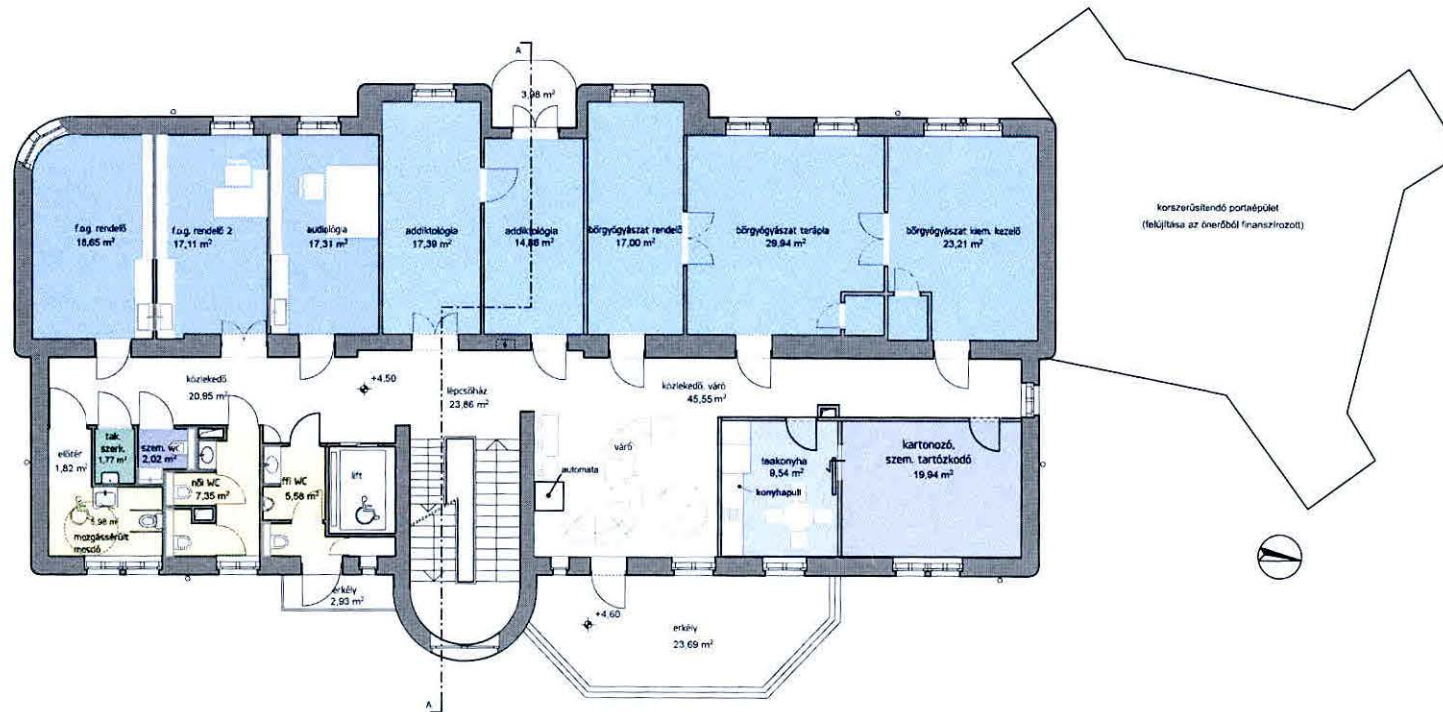 A
3,98 m²
f.o.g. rendelő
18,65 m²
f.o.g. rendelő 2
17,11 m²
audiológia
17,31 m²
addiktológia
17,39 m²
addiktológia
14,88 m²
bőrgyógyászat rendelő
17,00 m²
bőrgyógyászat terápia
29,94 m²
bőrgyógyászat kiem. kezelő
23,21 m²
korszerűsítendő portaépület
(felújítása az önerőből finanszírozott)
közlekedő
20,95 m²
+4,50
lépcsőház
23,86 m²
közlekedő, váró
45,55 m²
előtér
1,82 m²
tak.
szerk.
1,77 m²
szem. wc
2,02 m²
női WC
7,35 m²
ffi WC
5,58 m²
lift
váró
automata
teakonyha
9,54 m²
konyhapult
kartonozó,
szem. tartózkodó
19,94 m²
5,98 m²
mozgássérült
mosdó
erkély
2,93 m²
+4,60
erkély
23,69 m²
A